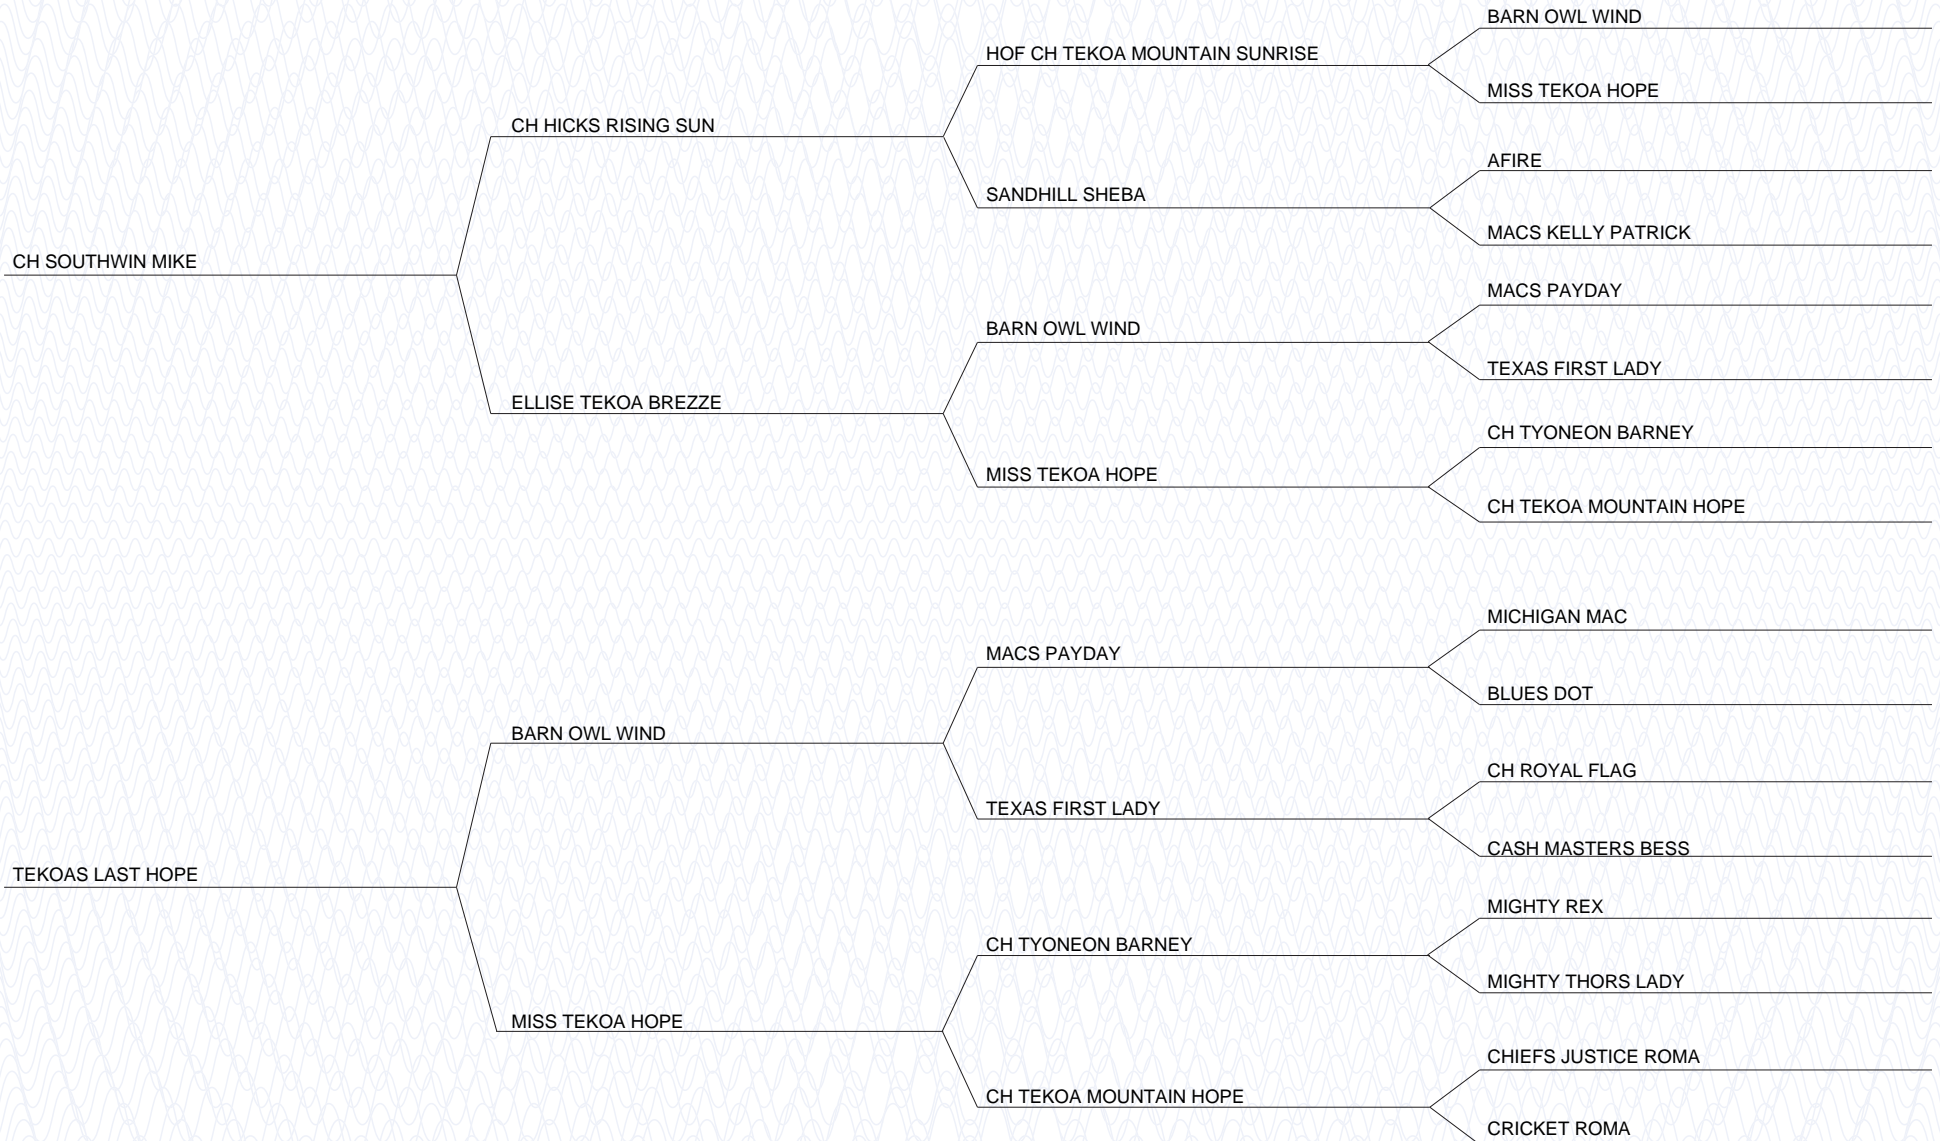 BARN OWL WIND
HOF CH TEKOA MOUNTAIN SUNRISE
MISS TEKOA HOPE
CH HICKS RISING SUN
AFIRE
SANDHILL SHEBA
MACS KELLY PATRICK
CH SOUTHWIN MIKE
MACS PAYDAY
BARN OWL WIND
TEXAS FIRST LADY
ELLISE TEKOA BREZZE
CH TYONEON BARNEY
MISS TEKOA HOPE
CH TEKOA MOUNTAIN HOPE
MICHIGAN MAC
MACS PAYDAY
BLUES DOT
BARN OWL WIND
CH ROYAL FLAG
TEXAS FIRST LADY
CASH MASTERS BESS
TEKOAS LAST HOPE
MIGHTY REX
CH TYONEON BARNEY
MIGHTY THORS LADY
MISS TEKOA HOPE
CHIEFS JUSTICE ROMA
CH TEKOA MOUNTAIN HOPE
CRICKET ROMA